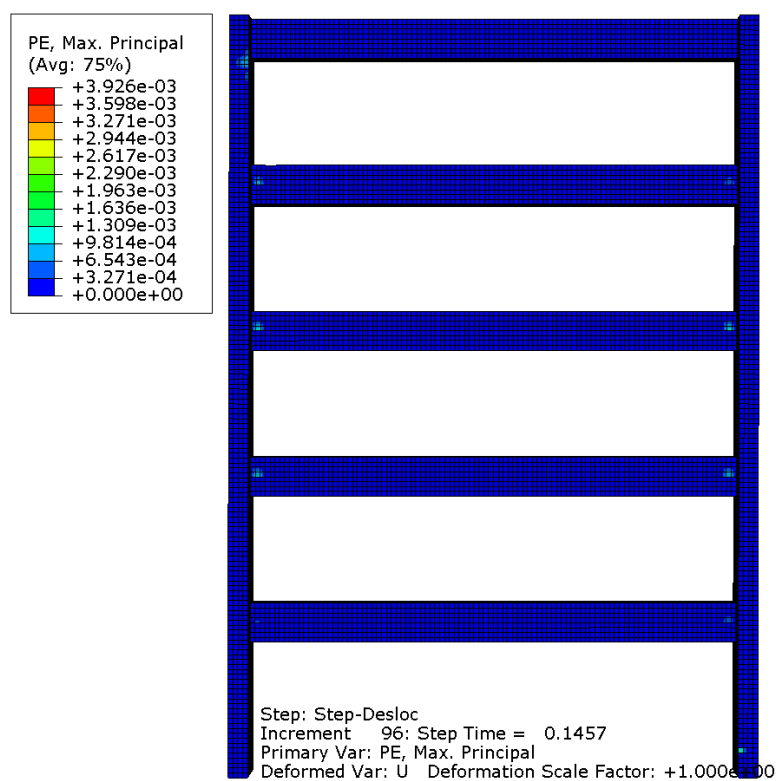 PE, Max. Principal
(Avg: 75%)
+3.926e-03
+3.598e-03
+3.271e-03
+2.944e-03
+2.617e-03
+2.290e-03
+1.963e-03
+1.636e-03
+1.309e-03
+9.814e-04
+6.543e-04
+3.271e-04
+0.000e+00
Step: Step-Desloc
Increment 96: Step Time = 0.1457
Primary Var: PE, Max. Principal
Deformed Var: U Deformation Scale Factor: +1.000e+00